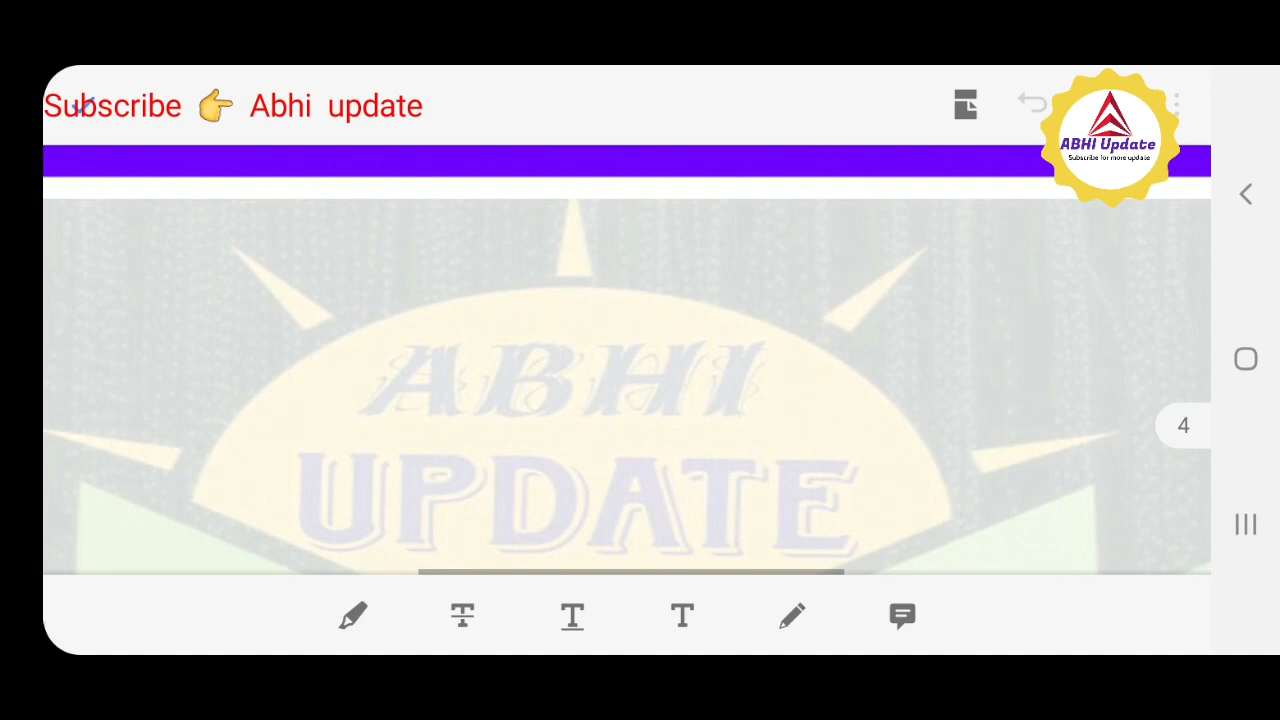 Subscribe 👉 Abhi update
ABHI Update
Subscribe for more update
ABHI
UPDATE
4